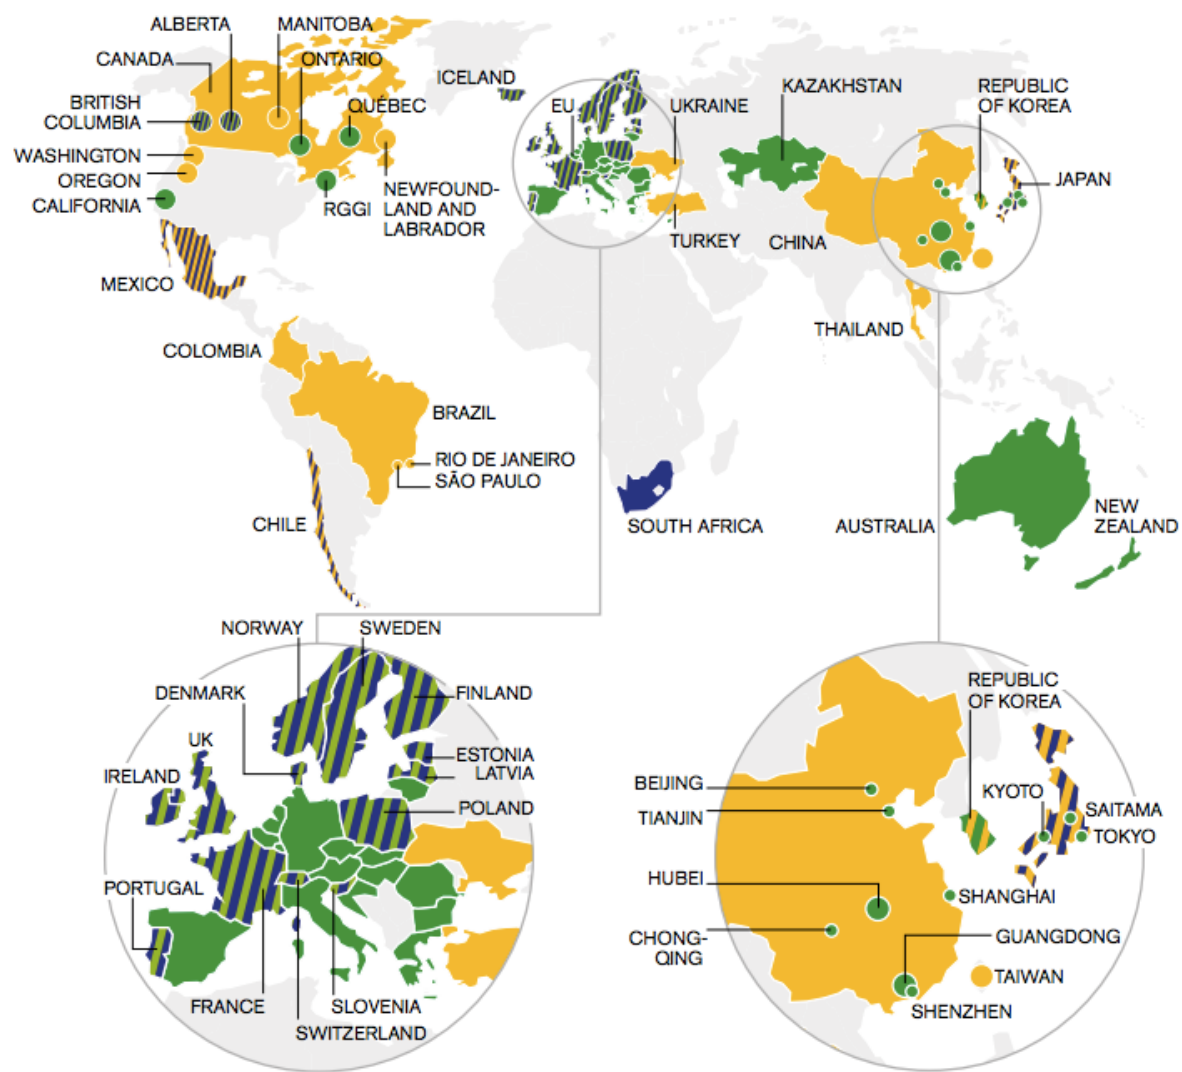 ALBERTA
MANITOBA
CANADA
ONTARIO
ICELAND
KAZAKHSTAN
REPUBLIC
OF KOREA
BRITISH
COLUMBIA
QUÉBEC
EU
UKRAINE
WASHINGTON
OREGON
CALIFORNIA
RGGI
NEWFOUND-
LAND AND
LABRADOR
JAPAN
TURKEY
CHINA
MEXICO
THAILAND
COLOMBIA
BRAZIL
RIO DE JANEIRO
SÃO PAULO
CHILE
SOUTH AFRICA
AUSTRALIA
NEW
ZEALAND
NORWAY
SWEDEN
DENMARK
FINLAND
UK
ESTONIA
IRELAND
LATVIA
POLAND
PORTUGAL
FRANCE
SLOVENIA
SWITZERLAND
REPUBLIC
OF KOREA
BEIJING
KYOTO
TIANJIN
SAITAMA
TOKYO
HUBEI
SHANGHAI
CHONG-
QING
GUANGDONG
TAIWAN
SHENZHEN